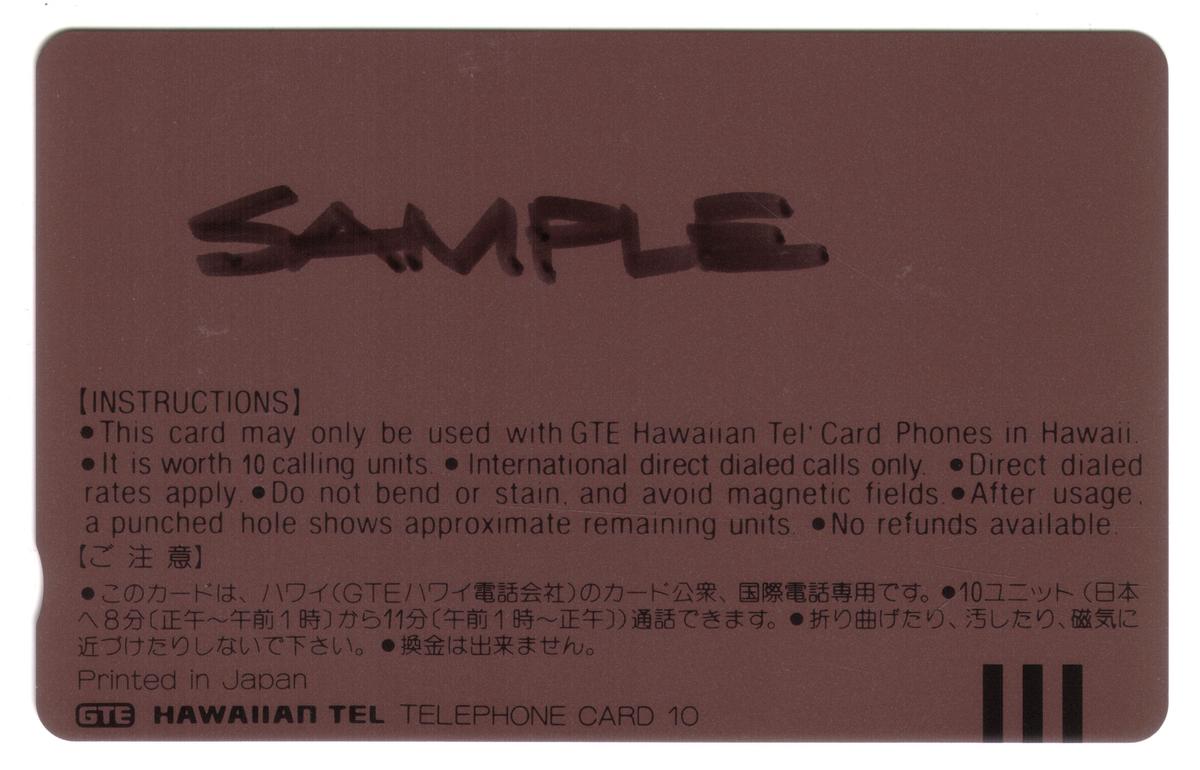 SAMPLE
【INSTRUCTIONS】
●This card may only be used with GTE Hawaiian Tel' Card Phones in Hawaii.
●It is worth 10 calling units. ●International direct dialed calls only. ●Direct dialed
rates apply. ●Do not bend or stain, and avoid magnetic fields. ●After usage,
a punched hole shows approximate remaining units. ●No refunds available.
【ご注意】
●このカードは、ハワイ(GTEハワイ電話会社)のカード公衆、国際電話専用です。●10ユニット(日本
へ8分〔正午〜午前1時〕から11分〔午前1時〜正午〕)通話できます。●折り曲げたり、汚したり、磁気に
近づけたりしないで下さい。●換金は出来ません。
Printed in Japan
GTE HAWAIIAN TEL TELEPHONE CARD 10